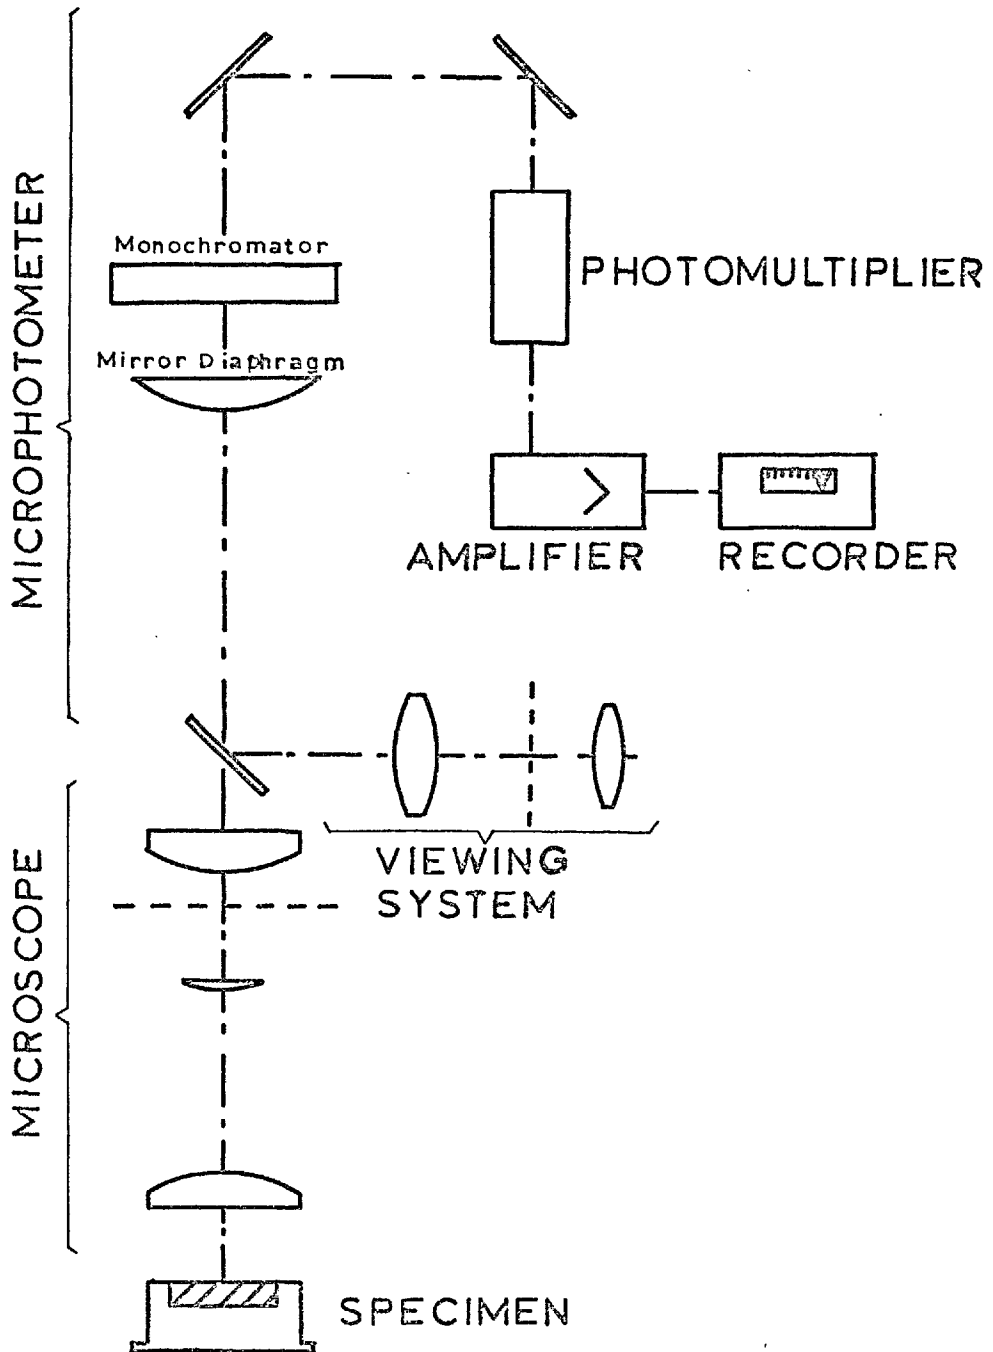 MICROPHOTOMETER
Monochromator
PHOTOMULTIPLIER
Mirror Diaphragm
AMPLIFIER
RECORDER
VIEWING
SYSTEM
MICROSCOPE
SPECIMEN